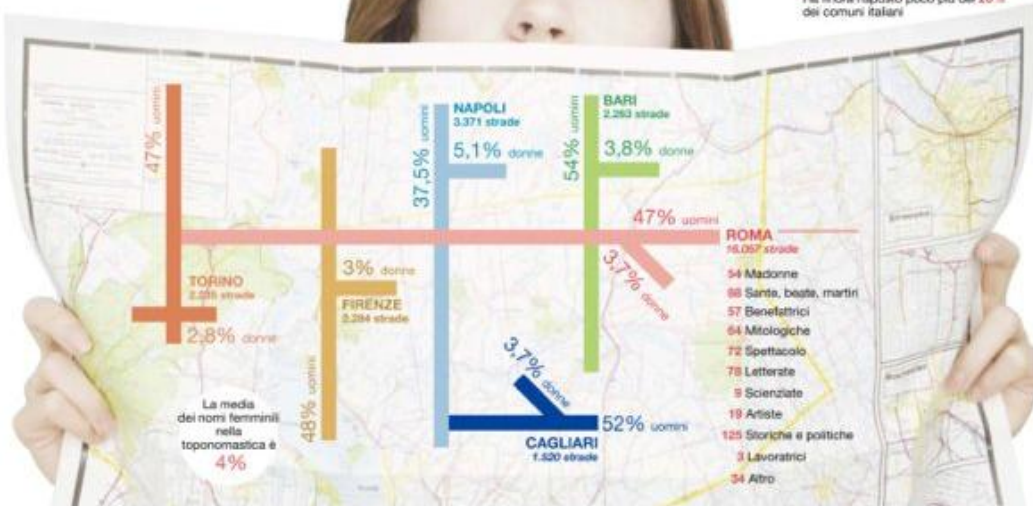 dei comuni italiani
47% uomini
TORINO
strade
2,8% donne
3% donne
FIRENZE
2.284 strade
48% uomini
NAPOLI
3.371 strade
5,1% donne
37,5% uomini
BARI
2.263 strade
3,8% donne
54% uomini
47% uomini
ROMA
16.057 strade
3,7% donne
54 Madonne
Sante, beate, martiri
57 Benefattrici
64 Mitologiche
72 Spettacolo
78 Letterate
9 Scienziate
19 Artiste
125 Storiche e politiche
3 Lavoratrici
34 Altro
3,7% donne
52% uomini
CAGLIARI
1.520 strade
La media
dei nomi femminili
nella
toponomastica è
4%